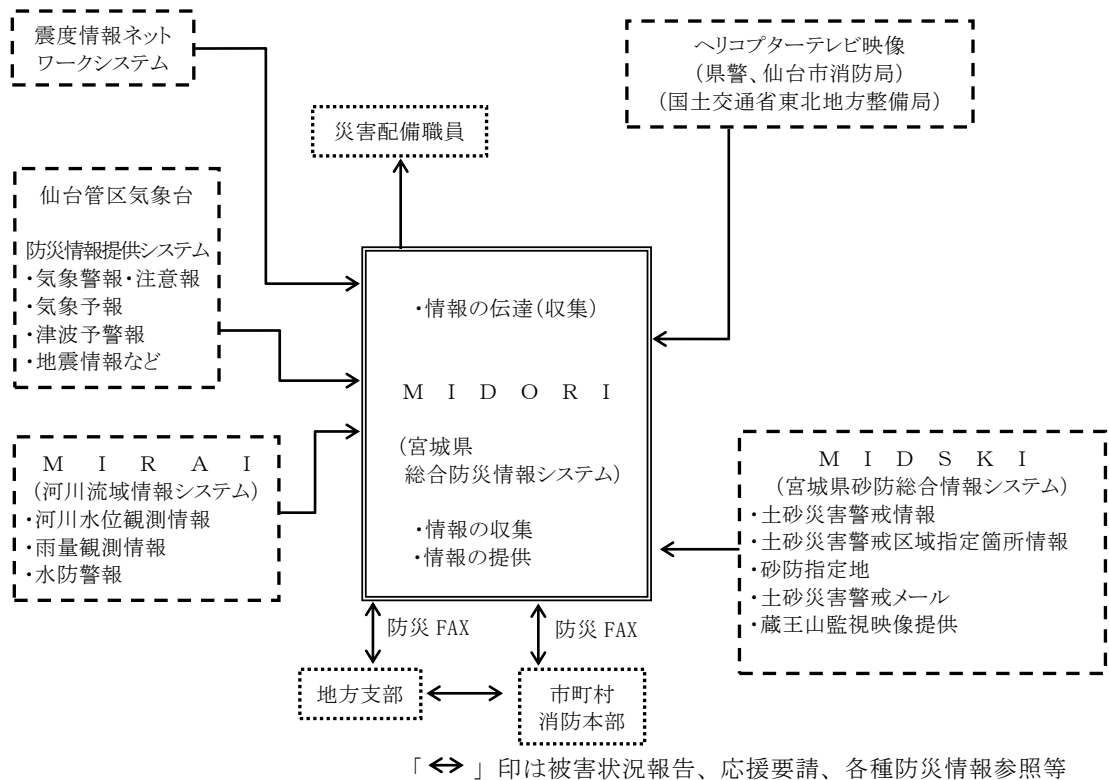 震度情報ネット
ワークシステム
ヘリコプターテレビ映像
(県警、仙台市消防局)
(国土交通省東北地方整備局)
災害配備職員
仙台管区気象台
防災情報提供システム
・気象警報・注意報
・気象予報
・津波予警報
・地震情報など
・情報の伝達(収集)
M I D O R I
(宮城県
総合防災情報システム)
・情報の収集
・情報の提供
M I R A I
(河川流域情報システム)
・河川水位観測情報
・雨量観測情報
・水防警報
M I D S K I
(宮城県砂防総合情報システム)
・土砂災害警戒情報
・土砂災害警戒区域指定箇所情報
・砂防指定地
・土砂災害警戒メール
・蔵王山監視映像提供
防災 FAX
防災 FAX
地方支部
市町村
消防本部
「 ↔ 」印は被害状況報告、応援要請、各種防災情報参照等